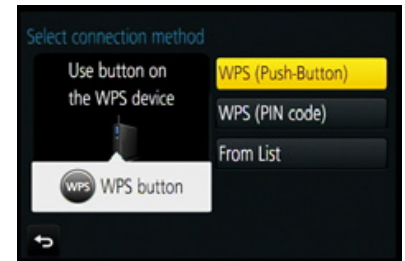 Select connection method
Use button on
the WPS device
WPS (Push-Button)
WPS (PIN code)
From List
WPS WPS button